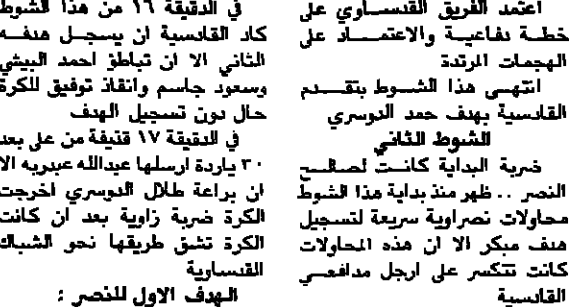 اعتمد الفريق القدساوي على
خطة دفاعية والاعتماد على
الهجمات المرتدة
انتهى هذا الشوط بتقدم
القادسية بهدف حمد الدوسري
الشوط الثاني
ضربة البداية كانت لصالح
النصر .. ظهر منذ بداية هذا الشوط
محاولات نصراوية سريعة لتسجيل
هدف مبكر الا ان هذه المحاولات
كانت تتكسر على ارجل مدافعي
القادسية
في الدقيقة ١٦ من هذا الشوط
كاد القادسية ان يسجل هدفه
الثاني الا ان تباطؤ احمد البيشي
وسعود جاسم وانقاذ توفيق للكرة
حال دون تسجيل الهدف
في الدقيقة ١٧ قذيفة من على بعد
٣٠ ياردة ارسلها عبدالله عبدربه الا
ان براعة طلال الدوسري اخرجت
الكرة ضربة زاوية بعد ان كانت
الكرة تشق طريقها نحو الشباك
القدساوية
الهدف الاول للنصر :